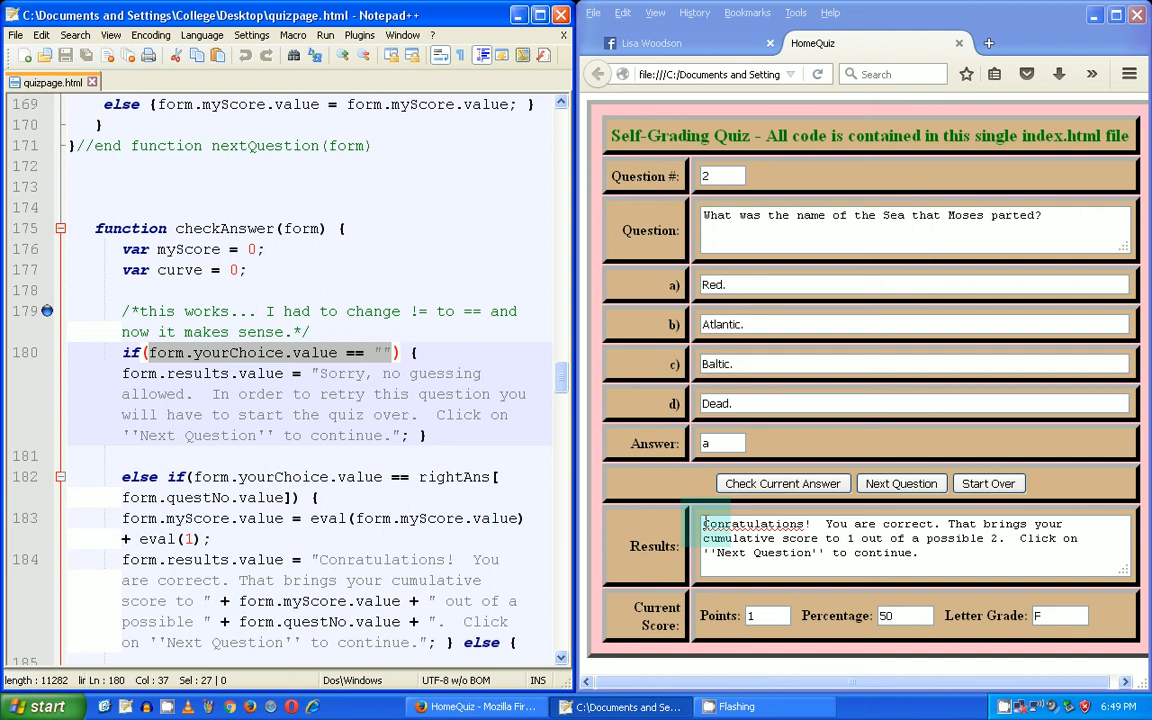 C:\Documents and Settings\College\Desktop\quizpage.html - Notepad++
File Edit Search View Encoding Language Settings Macro Run Plugins Window ? X
quizpage.html
169 else {form.myScore.value = form.myScore.value; }
170 }
171 }//end function nextQuestion(form)
172
173
174
175 function checkAnswer(form) {
176 var myScore = 0;
177 var curve = 0;
178
179 /*this works... I had to change != to == and
now it makes sense.*/
180 if(form.yourChoice.value == "") {
form.results.value = "Sorry, no guessing
allowed.  In order to retry this question you
will have to start the quiz over.  Click on
''Next Question'' to continue."; }
181
182 else if(form.yourChoice.value == rightAns[
form.questNo.value]) {
183 form.myScore.value = eval(form.myScore.value)
+ eval(1);
184 form.results.value = "Conratulations!  You
are correct. That brings your cumulative
score to " + form.myScore.value + " out of a
possible " + form.questNo.value + ".  Click
on ''Next Question'' to continue."; } else {
185
length : 11282 lir Ln : 180 Col : 37 Sel : 27 | 0 Dos\Windows UTF-8 w/o BOM INS
File Edit View History Bookmarks Tools Help
Lisa Woodson HomeQuiz
file:///C:/Documents and Setting Search
Self-Grading Quiz - All code is contained in this single index.html file
Question #: 2
Question: What was the name of the Sea that Moses parted?
a) Red.
b) Atlantic.
c) Baltic.
d) Dead.
Answer: a
Check Current Answer Next Question Start Over
Results: Conratulations!  You are correct. That brings your
cumulative score to 1 out of a possible 2.  Click on
''Next Question'' to continue.
Current Score: Points: 1 Percentage: 50 Letter Grade: F
start HomeQuiz - Mozilla Fir... C:\Documents and Se... Flashing 6:49 PM